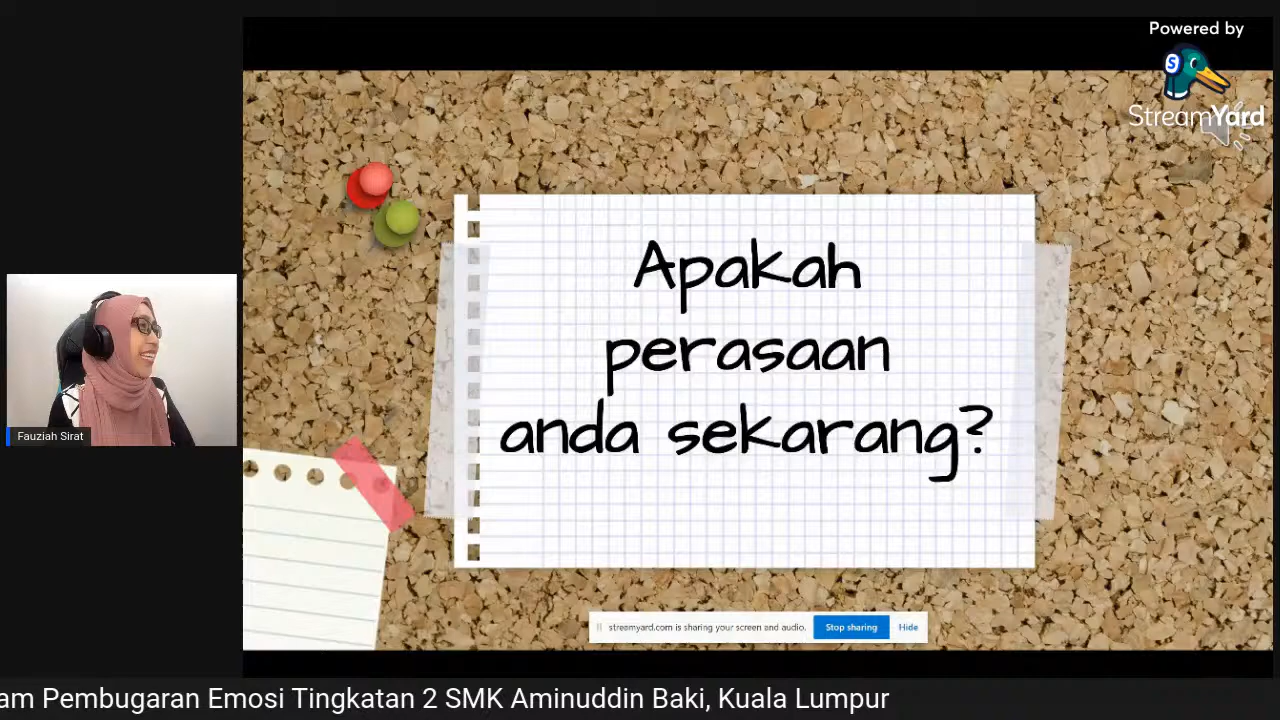 Powered by
StreamYard
Apakah
perasaan
anda sekarang?
Fauziah Sirat
streamyard.com is sharing your screen and audio.
Stop sharing
Hide
am Pembugaran Emosi Tingkatan 2 SMK Aminuddin Baki, Kuala Lumpur